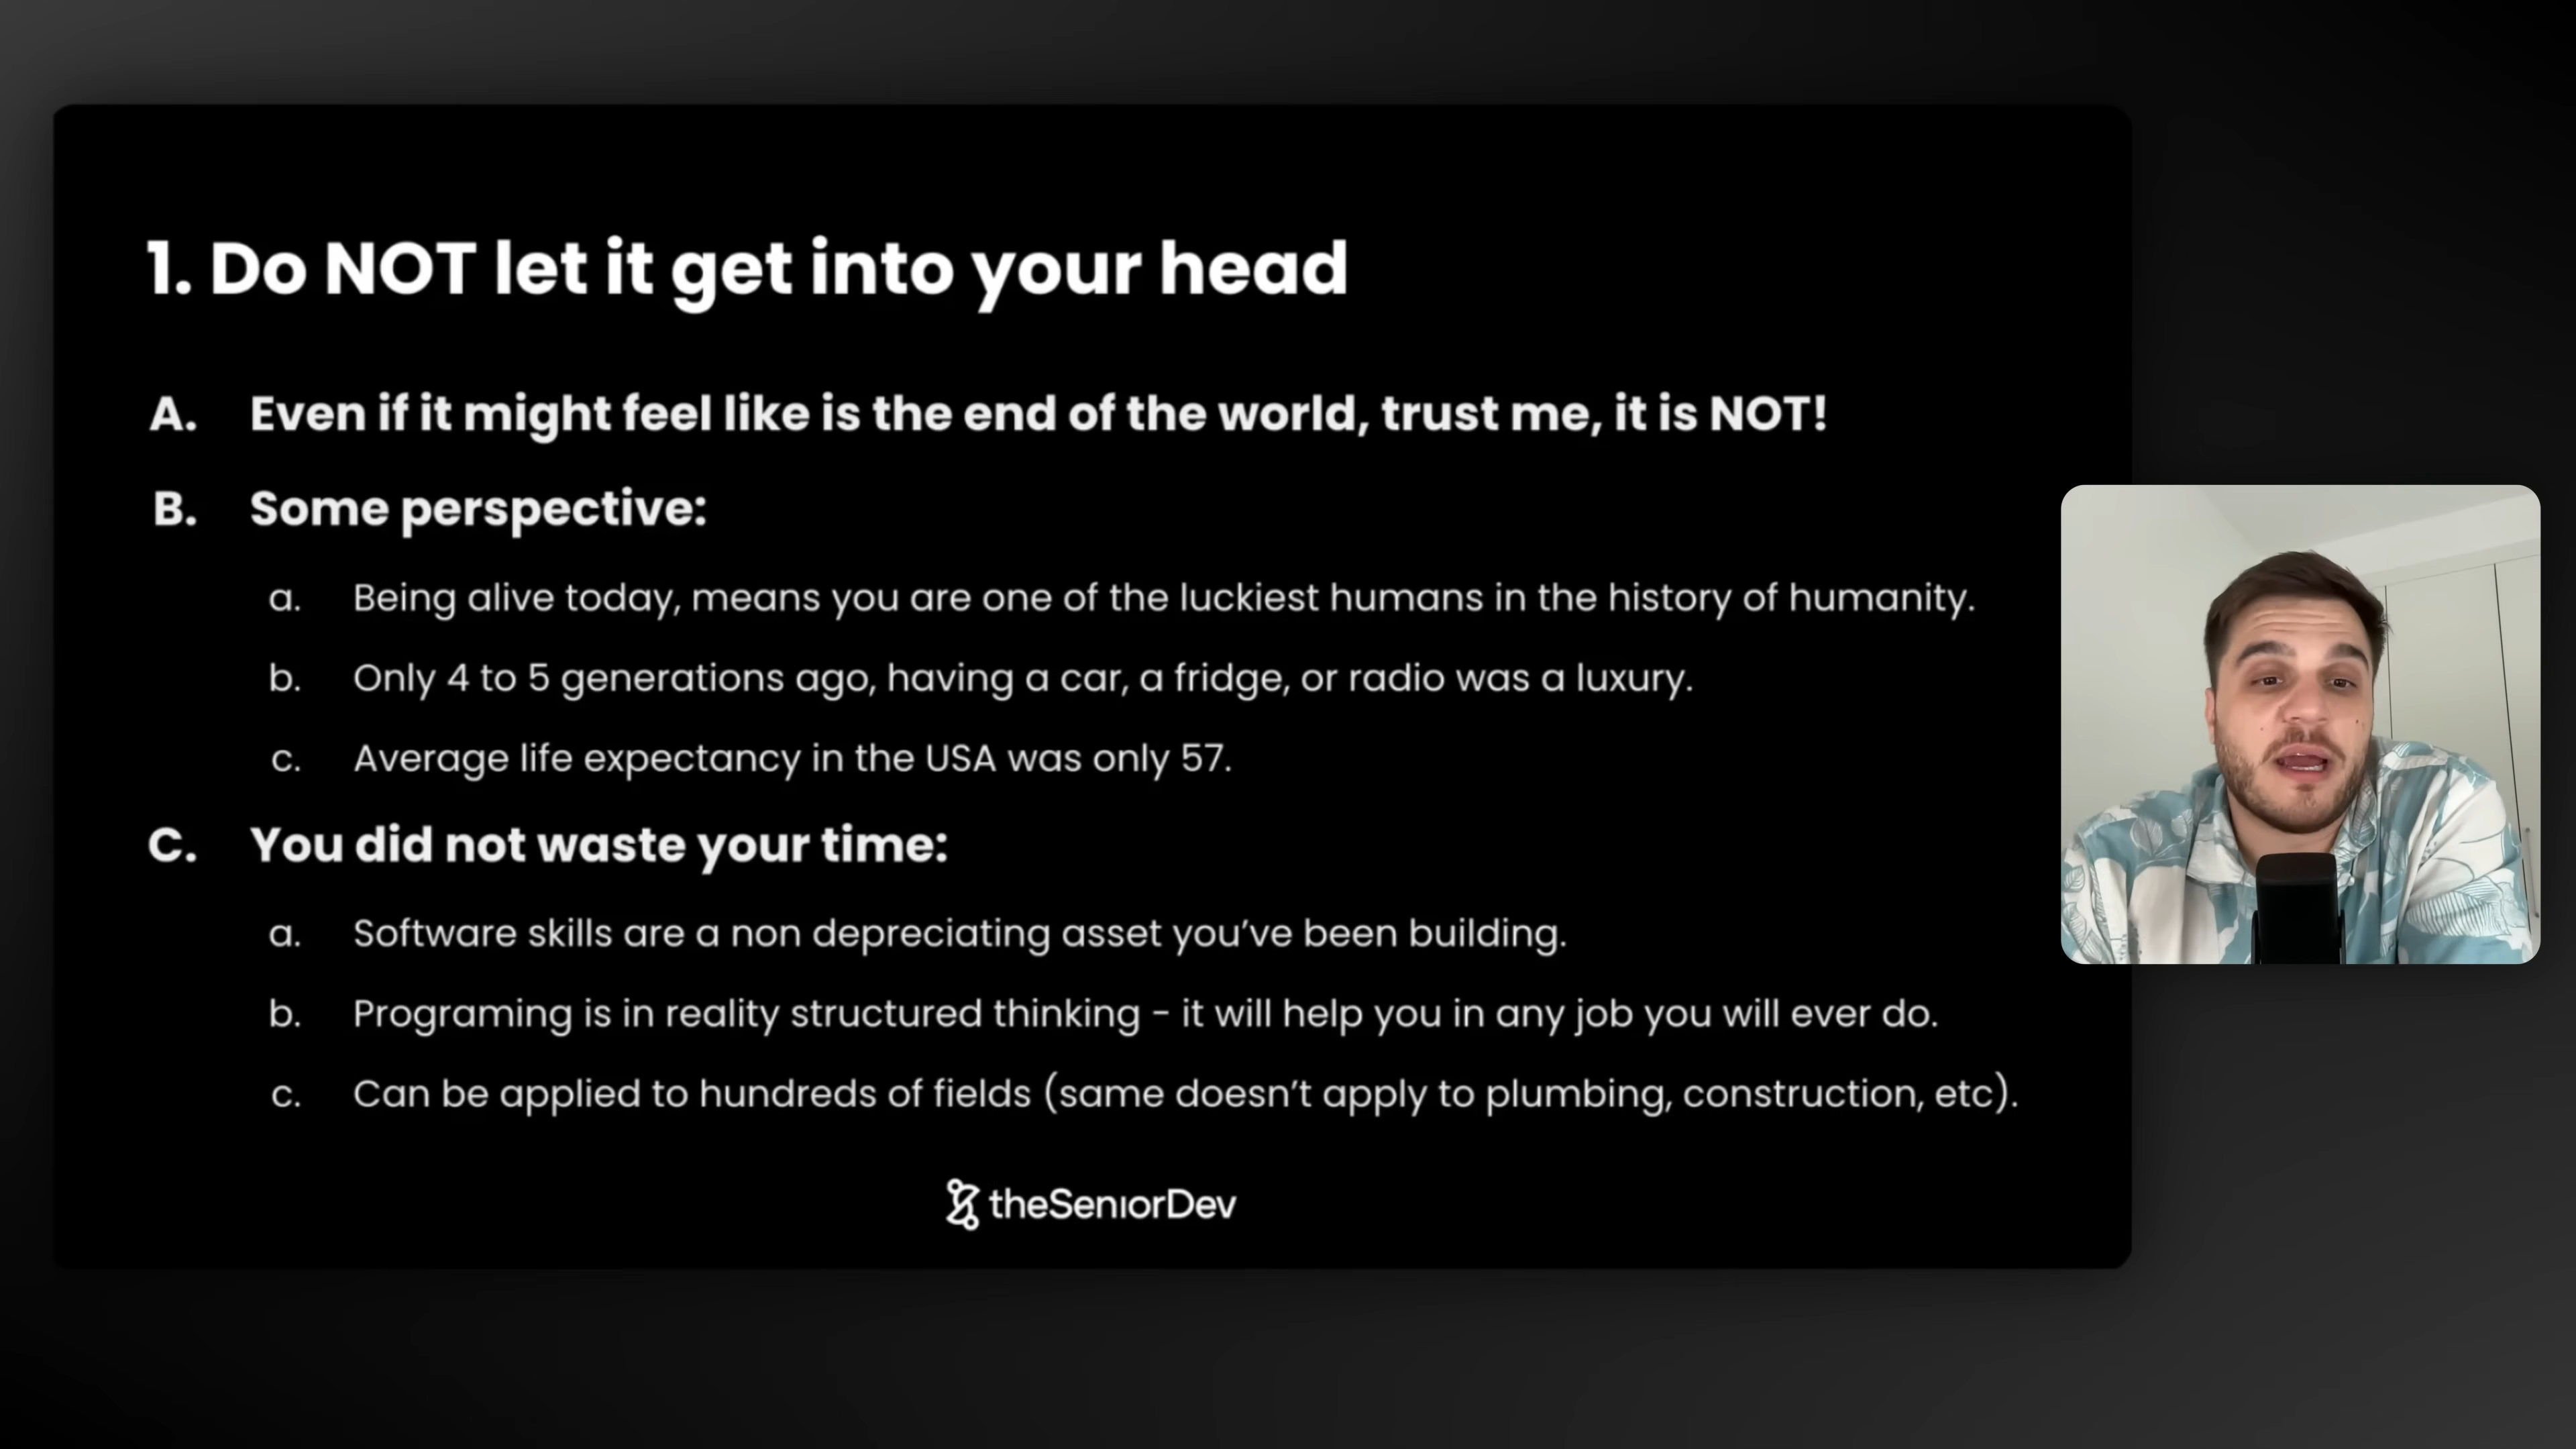 1. Do NOT let it get into your head
A. Even if it might feel like is the end of the world, trust me, it is NOT!
B. Some perspective:
a. Being alive today, means you are one of the luckiest humans in the history of humanity.
b. Only 4 to 5 generations ago, having a car, a fridge, or radio was a luxury.
c. Average life expectancy in the USA was only 57.
C. You did not waste your time:
a. Software skills are a non depreciating asset you’ve been building.
b. Programing is in reality structured thinking - it will help you in any job you will ever do.
c. Can be applied to hundreds of fields (same doesn’t apply to plumbing, construction, etc).
theSenıorDev